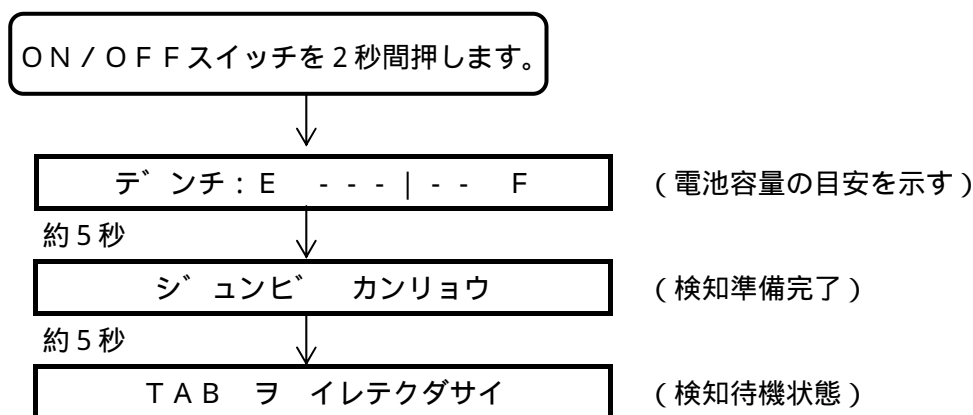 ON/OFFスイッチを2秒間押します。
デ゛ンチ:E ---|-- F (電池容量の目安を示す)
約5秒
シ゛ュンヒ゛ カンリョウ (検知準備完了)
約5秒
TAB ヲ イレテクダサイ (検知待機状態)